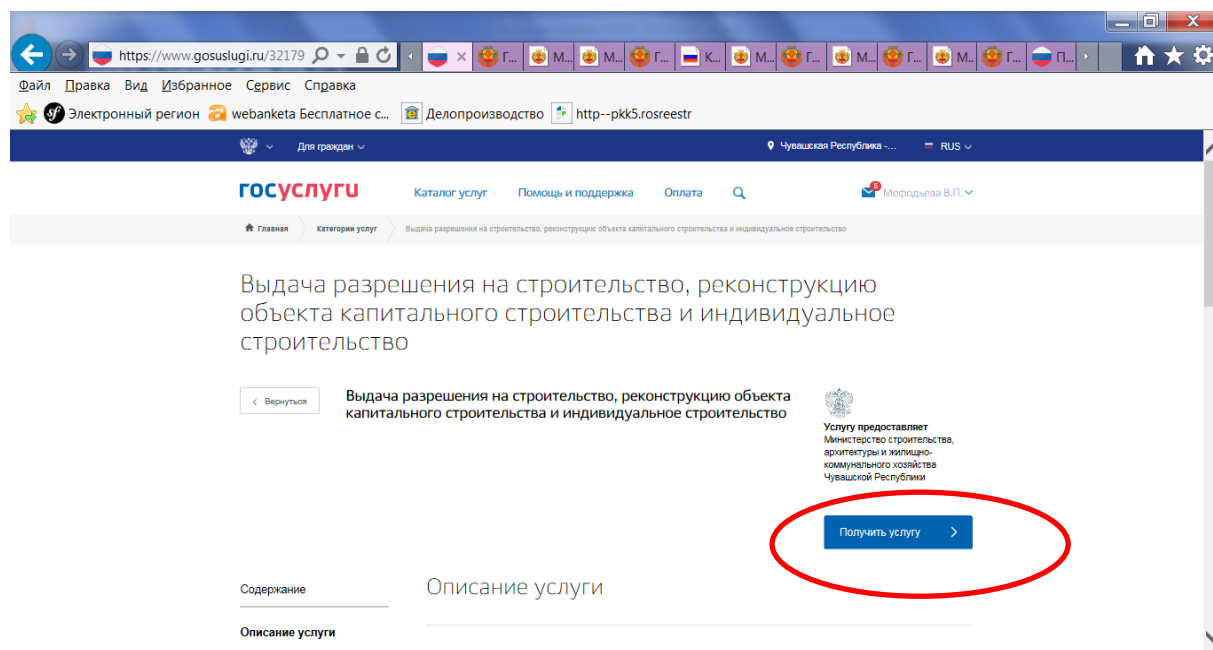 https://www.gosuslugi.ru/32179
Г...
М...
М...
Г...
К...
М...
Г...
М...
Г...
М...
Г...
П...
Файл Правка Вид Избранное Сервис Справка
Электронный регион webanketa Бесплатное с... Делопроизводство http--pkk5.rosreestr
Для граждан Чувашская Республика -... RUS
госуслуги Каталог услуг Помощь и поддержка Оплата 5 Мефодьева В.П.
Главная Категории услуг Выдача разрешения на строительство, реконструкцию объекта капитального строительства и индивидуальное строительство
Выдача разрешения на строительство, реконструкцию
объекта капитального строительства и индивидуальное
строительство
Вернуться
Выдача разрешения на строительство, реконструкцию объекта
капитального строительства и индивидуальное строительство
Услугу предоставляет
Министерство строительства,
архитектуры и жилищно-
коммунального хозяйства
Чувашской Республики
Получить услугу
Содержание
Описание услуги
Описание услуги